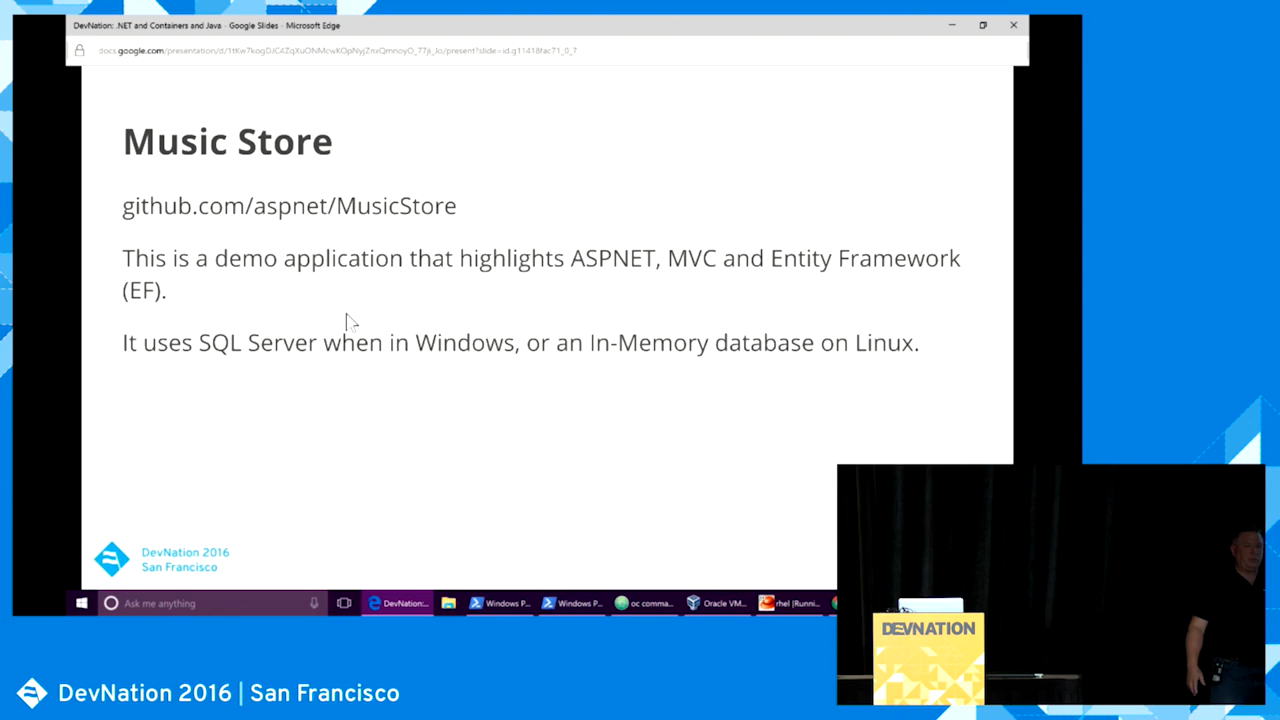 DevNation: .NET and Containers and Java - Google Slides - Microsoft Edge
Music Store
github.com/aspnet/MusicStore
This is a demo application that highlights ASPNET, MVC and Entity Framework
(EF).
It uses SQL Server when in Windows, or an In-Memory database on Linux.
DevNation 2016
San Francisco
Ask me anything
DevNation:...
Windows P...
Windows P...
oc comma...
Oracle VM...
rhel [Runni...
DEVNATION
DevNation 2016 | San Francisco